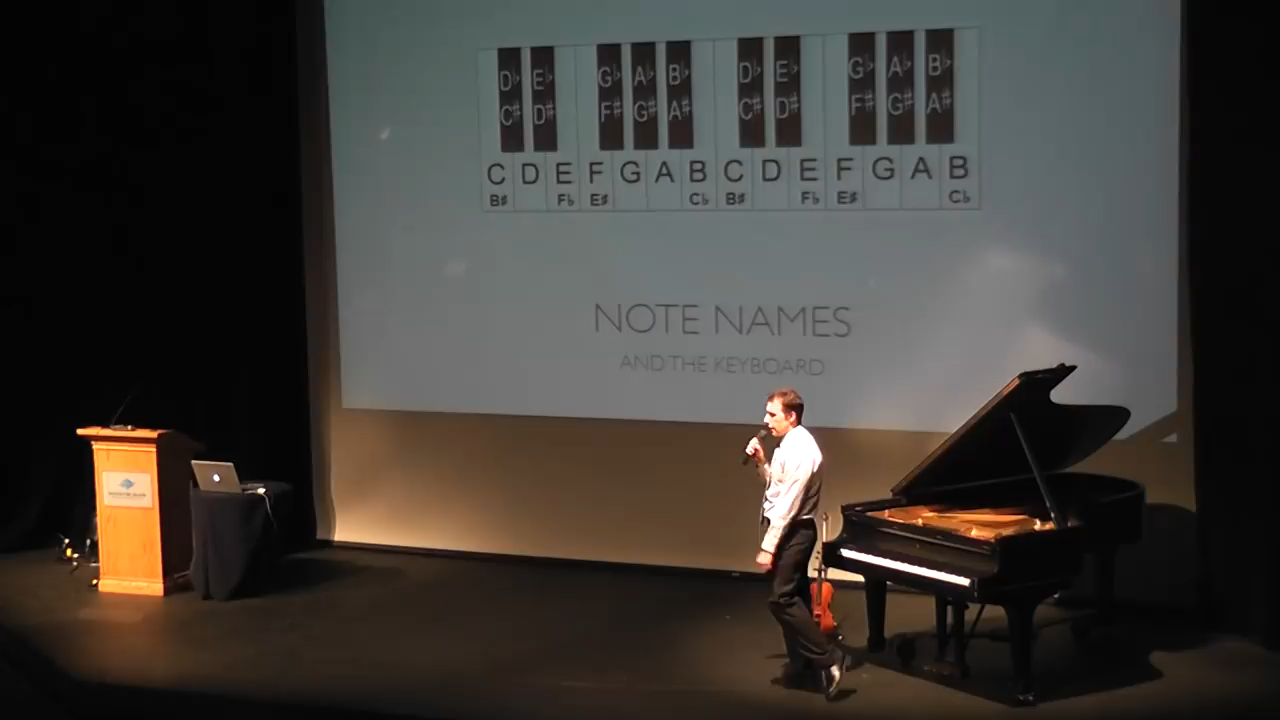 D♭ E♭ G♭ A♭ B♭ D♭ E♭ G♭ A♭ B♭
C♯ D♯ F♯ G♯ A♯ C♯ D♯ F♯ G♯ A♯
C D E F G A B C D E F G A B
B♯ F♭ E♯ C♭ B♯ F♭ E♯ C♭
NOTE NAMES
AND THE KEYBOARD